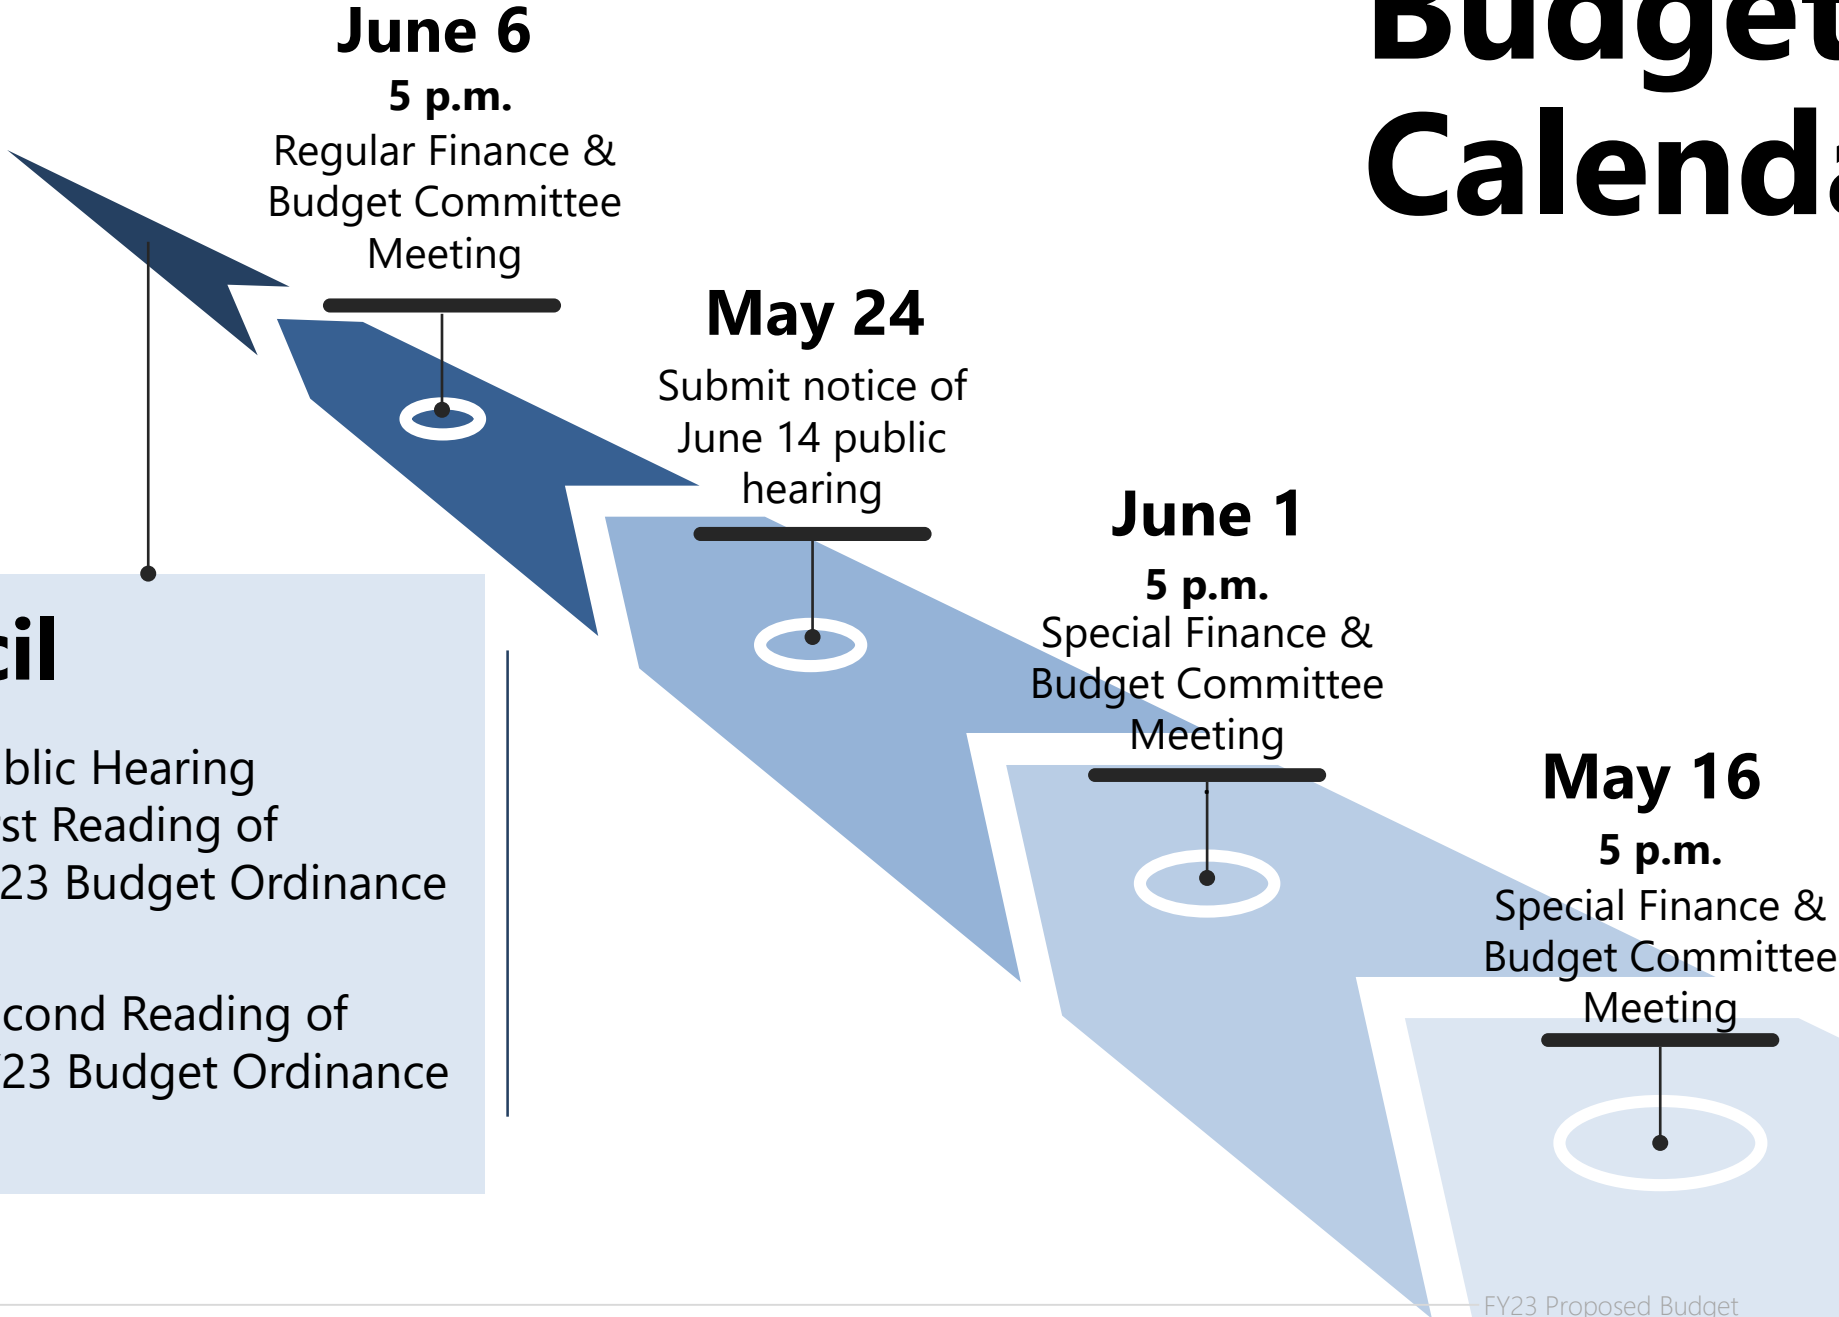 Budget
Calenda
June 6
5 p.m.
Regular Finance &
Budget Committee
Meeting
May 24
Submit notice of
June 14 public
hearing
June 1
5 p.m.
Special Finance &
Budget Committee
Meeting
May 16
5 p.m.
Special Finance &
Budget Committee
Meeting
cil
blic Hearing
st Reading of
23 Budget Ordinance
cond Reading of
Y23 Budget Ordinance
FY23 Proposed Budget